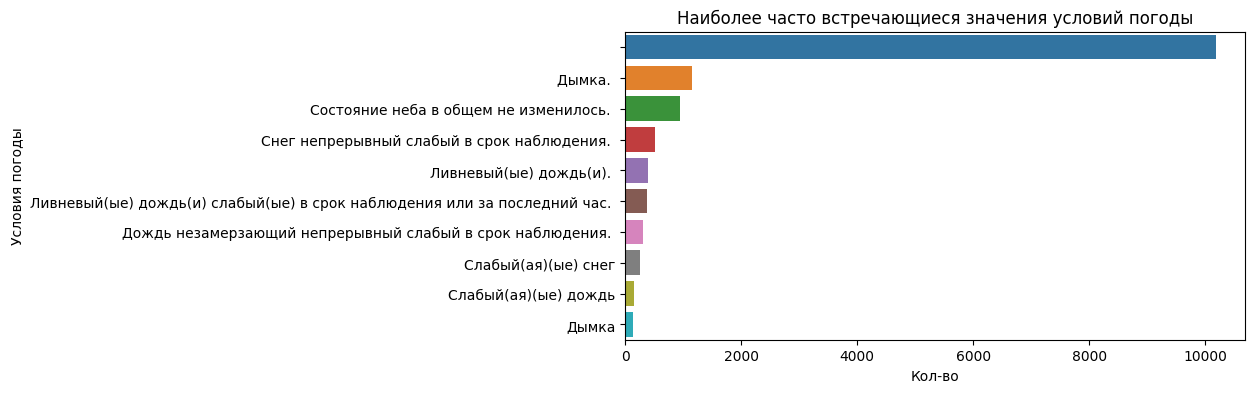 Наиболее часто встречающиеся значения условий погоды
Условия погоды
Дымка.
Состояние неба в общем не изменилось.
Снег непрерывный слабый в срок наблюдения.
Ливневый(ые) дождь(и).
Ливневый(ые) дождь(и) слабый(ые) в срок наблюдения или за последний час.
Дождь незамерзающий непрерывный слабый в срок наблюдения.
Слабый(ая)(ые) снег
Слабый(ая)(ые) дождь
Дымка
0 2000 4000 6000 8000 10000
Кол-во